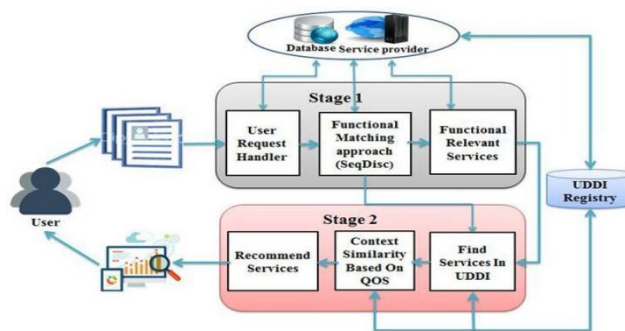 Database Service provider
Stage 1
User
Request
Handler
Functional
Matching
approach
(SeqDisc)
Functional
Relevant
Services
UDDI
Registry
User
Stage 2
Recommend
Services
Context
Similarity
Based On
QOS
Find
Services In
UDDI